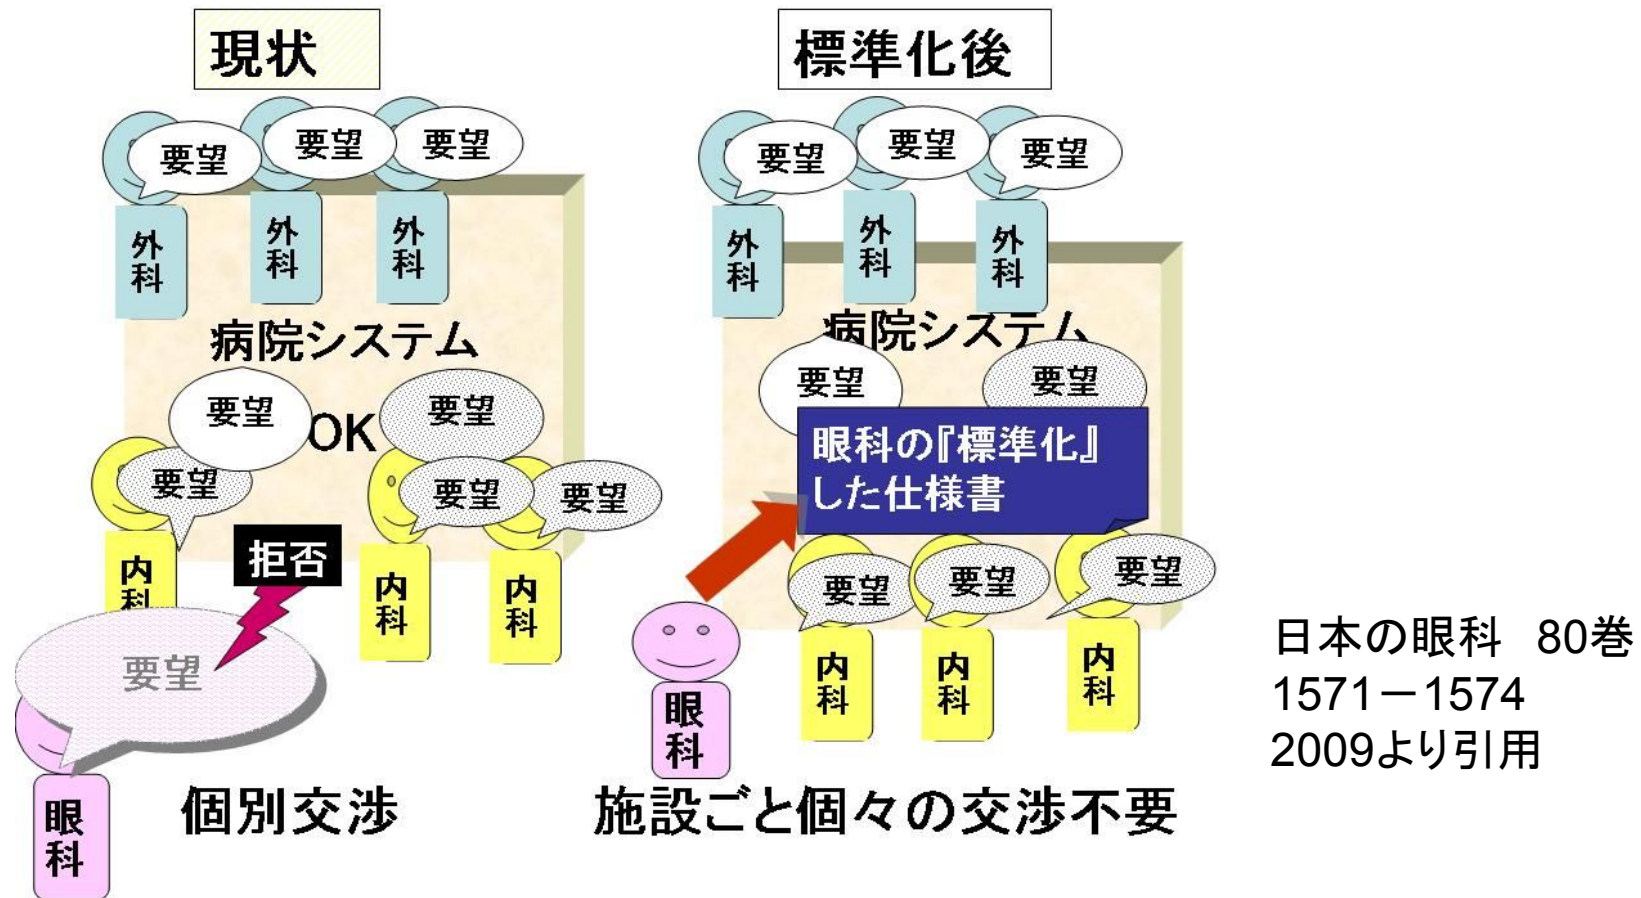 現状
要望
要望
要望
外科
外科
外科
病院システム
要望
OK
要望
要望
要望
要望
拒否
内科
内科
内科
要望
眼科
個別交渉
標準化後
要望
要望
要望
外科
外科
外科
病院システム
要望
要望
眼科の『標準化』
した仕様書
要望
要望
要望
内科
内科
内科
眼科
施設ごと個々の交渉不要
日本の眼科　80巻
1571－1574
2009より引用